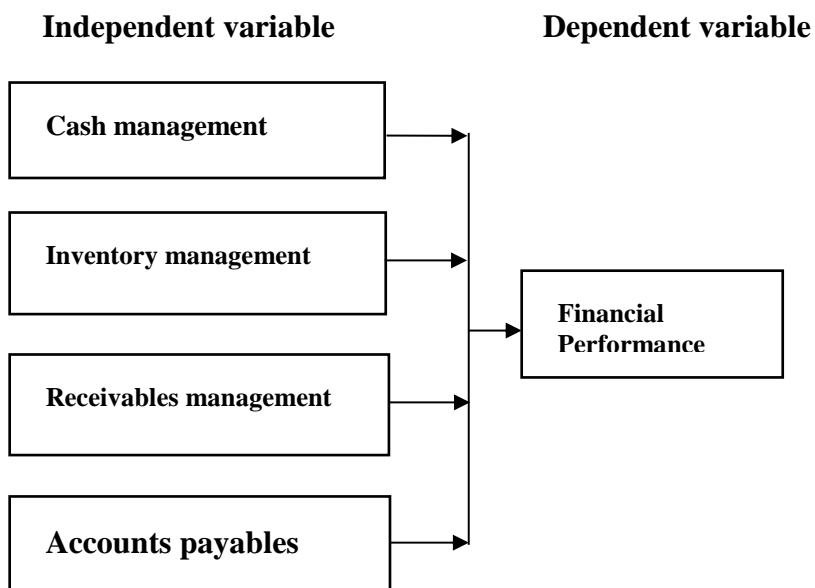 Independent variable
Dependent variable
Cash management
Inventory management
Financial
Performance
Receivables management
Accounts payables